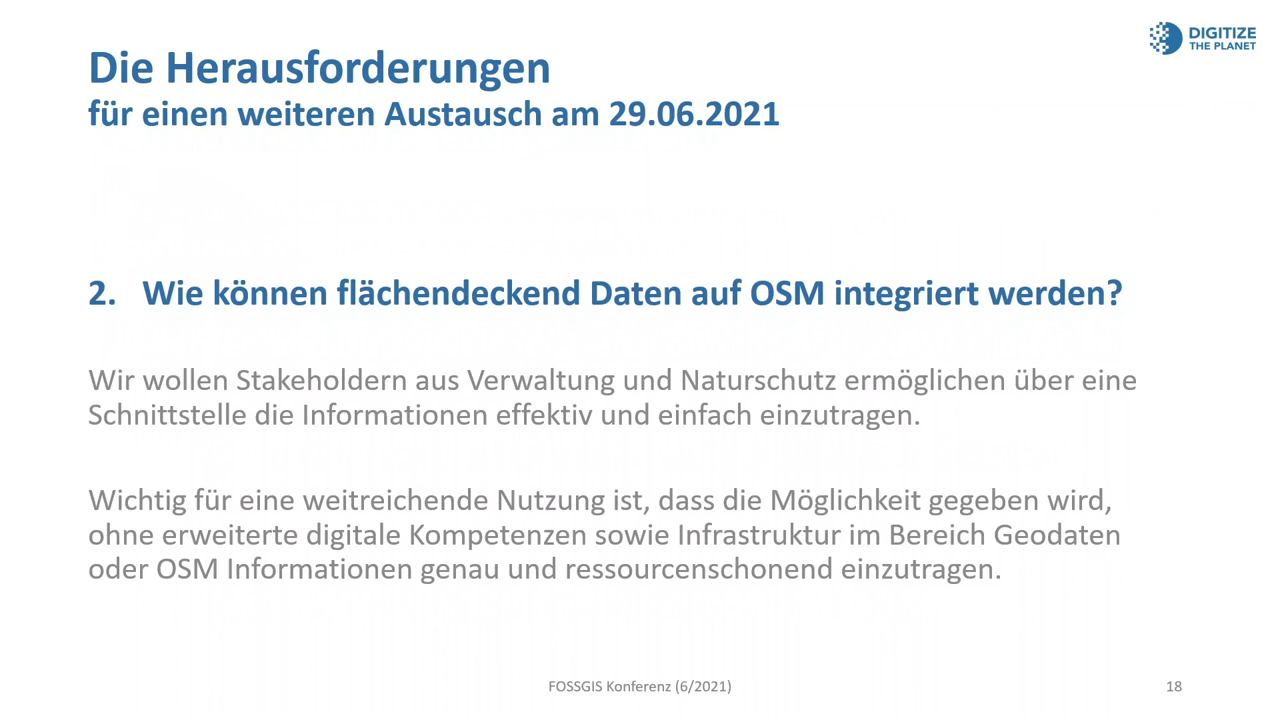 DIGITIZE
THE PLANET
Die Herausforderungen
für einen weiteren Austausch am 29.06.2021
2. Wie können flächendeckend Daten auf OSM integriert werden?
Wir wollen Stakeholdern aus Verwaltung und Naturschutz ermöglichen über eine
Schnittstelle die Informationen effektiv und einfach einzutragen.
Wichtig für eine weitreichende Nutzung ist, dass die Möglichkeit gegeben wird,
ohne erweiterte digitale Kompetenzen sowie Infrastruktur im Bereich Geodaten
oder OSM Informationen genau und ressourcenschonend einzutragen.
FOSSGIS Konferenz (6/2021)
18